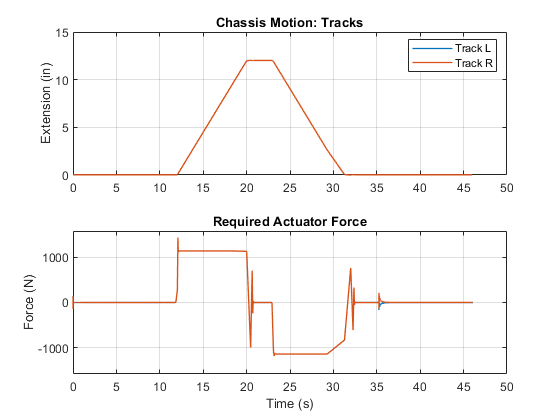 Chassis Motion: Tracks
15
10
5
0
Extension (in)
Track L
Track R
0 5 10 15 20 25 30 35 40 45 50
Required Actuator Force
1000
0
-1000
Force (N)
0 5 10 15 20 25 30 35 40 45 50
Time (s)